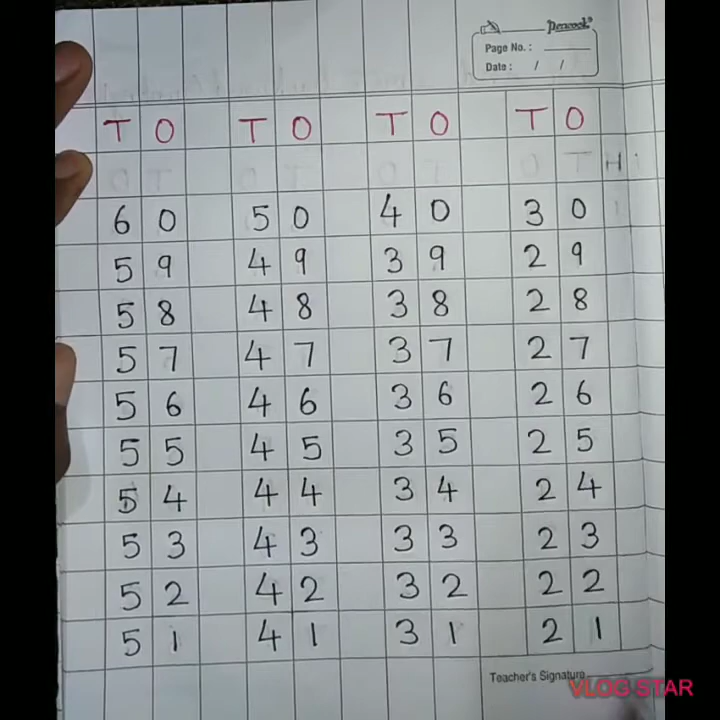 Peacock
Page No. :
Date : / /
T O T O T O T O
H
6 0 5 0 4 0 3 0
5 9 4 9 3 9 2 9
5 8 4 8 3 8 2 8
5 7 4 7 3 7 2 7
5 6 4 6 3 6 2 6
5 5 4 5 3 5 2 5
5 4 4 4 3 4 2 4
5 3 4 3 3 3 2 3
5 2 4 2 3 2 2 2
5 1 4 1 3 1 2 1
Teacher's Signature
VLOG STAR